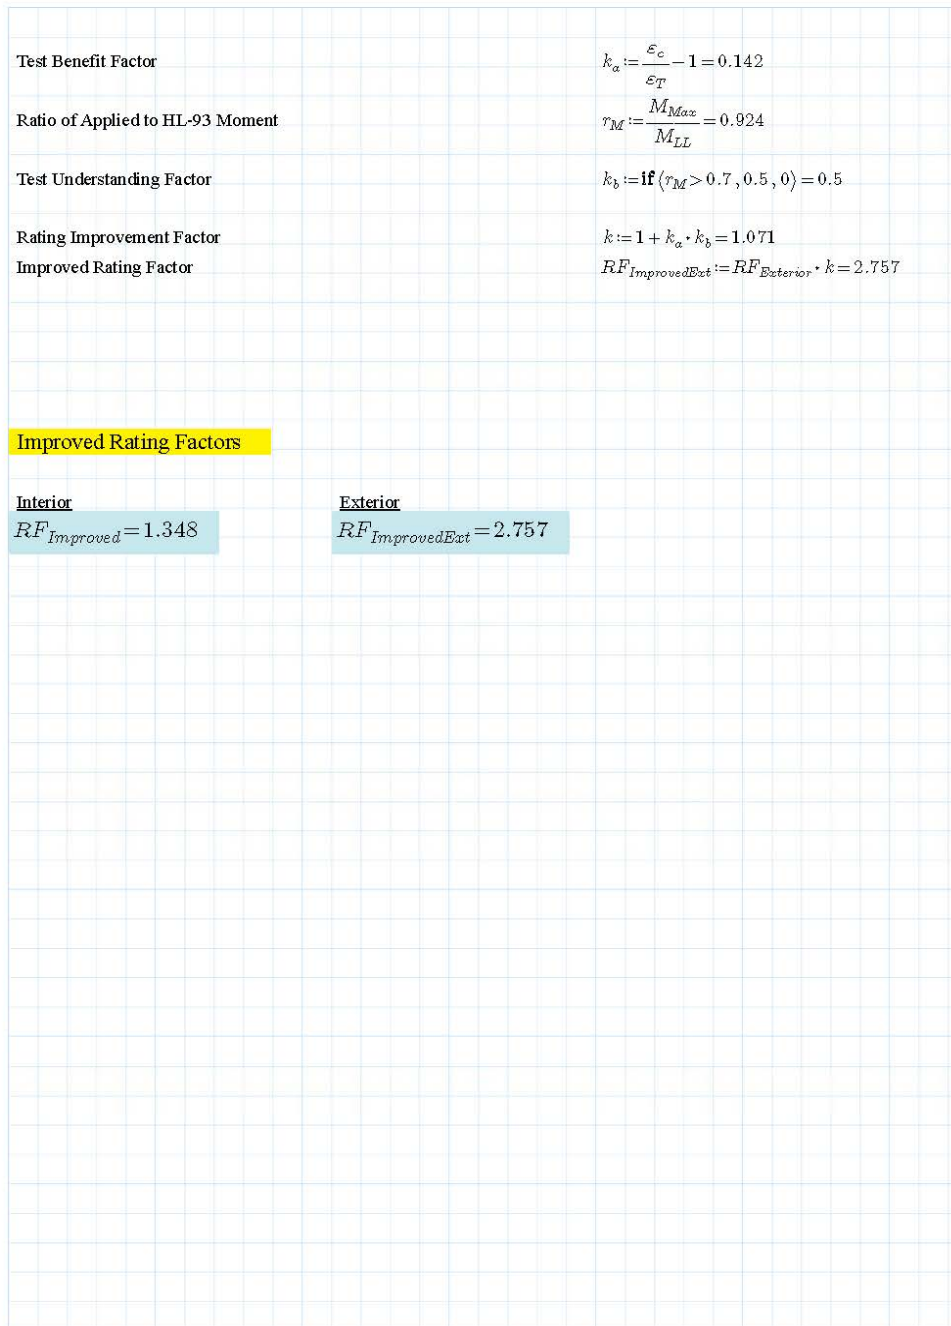 Test Benefit Factor k_a := ε_c / ε_T − 1 = 0.142
Ratio of Applied to HL-93 Moment r_M := M_Max / M_LL = 0.924
Test Understanding Factor k_b := if (r_M > 0.7 , 0.5 , 0) = 0.5
Rating Improvement Factor k := 1 + k_a · k_b = 1.071
Improved Rating Factor RF_ImprovedExt := RF_Exterior · k = 2.757
Improved Rating Factors
Interior Exterior
RF_Improved = 1.348 RF_ImprovedExt = 2.757